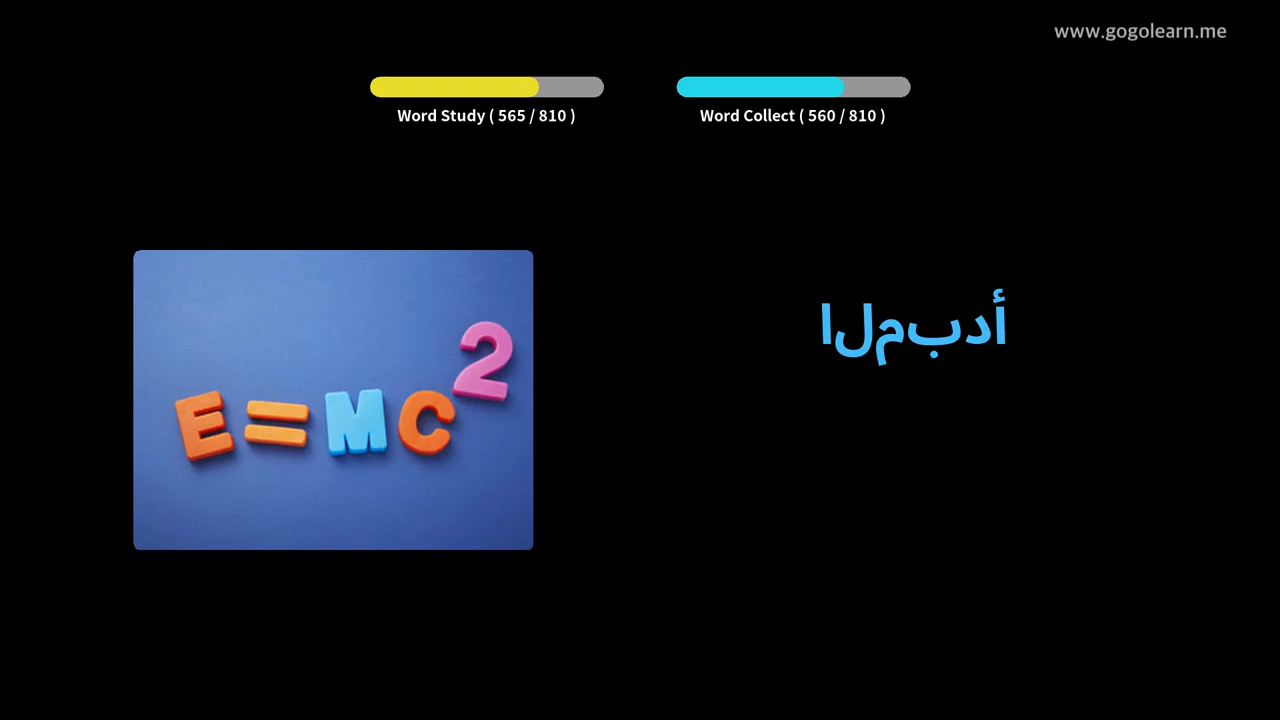 www.gogolearn.me
Word Study ( 565 / 810 )
Word Collect ( 560 / 810 )
المبدأ
E=MC²